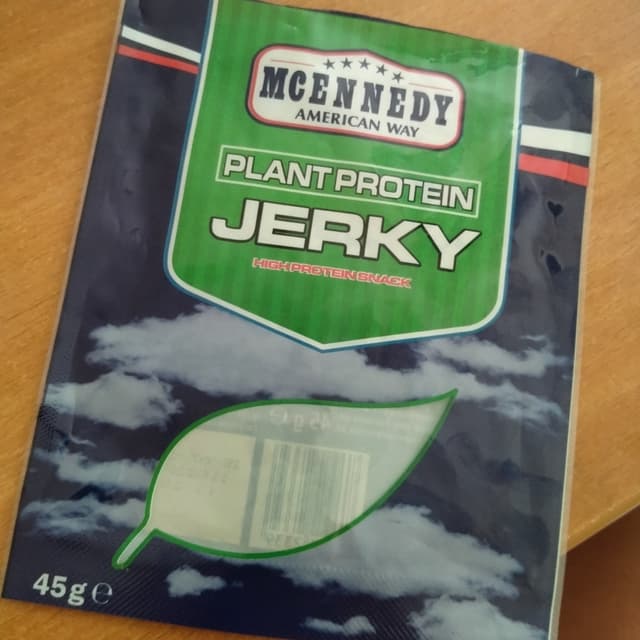 McENNEDY
AMERICAN WAY
PLANT PROTEIN
JERKY
HIGH PROTEIN SNACK
45g ℮